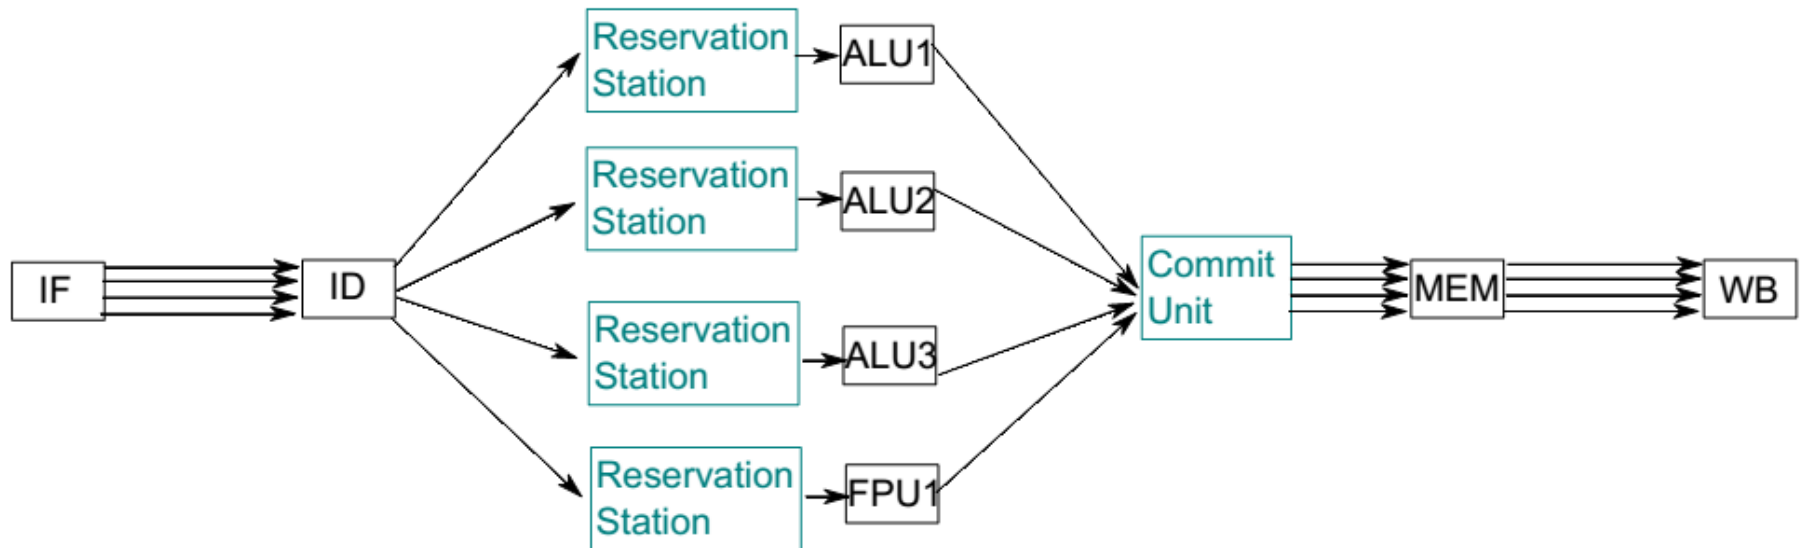 IF
ID
Reservation
Station
ALU1
Reservation
Station
ALU2
Reservation
Station
ALU3
Reservation
Station
FPU1
Commit
Unit
MEM
WB